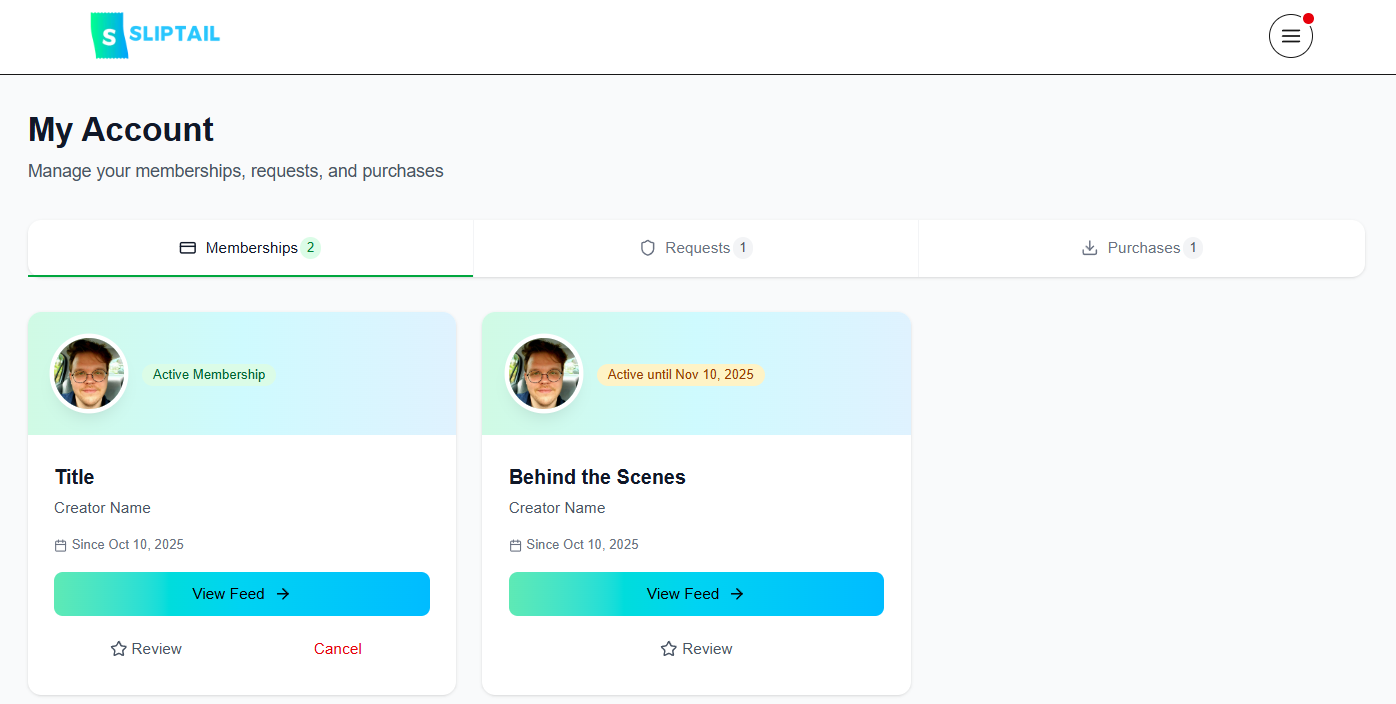 S SLIPTAIL
My Account
Manage your memberships, requests, and purchases
Memberships 2
Requests 1
Purchases 1
Active Membership
Title
Creator Name
Since Oct 10, 2025
View Feed →
Review
Cancel
Active until Nov 10, 2025
Behind the Scenes
Creator Name
Since Oct 10, 2025
View Feed →
Review